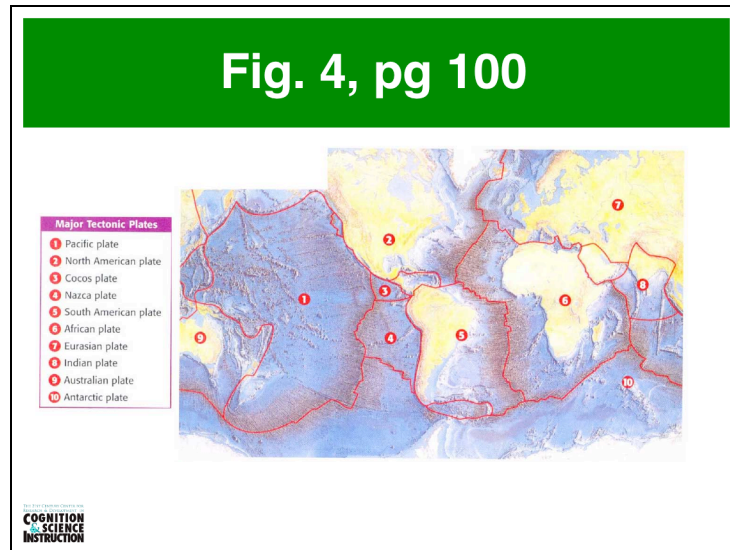 Fig. 4, pg 100
Major Tectonic Plates
1 Pacific plate
2 North American plate
3 Cocos plate
4 Nazca plate
5 South American plate
6 African plate
7 Eurasian plate
8 Indian plate
9 Australian plate
10 Antarctic plate
7
2
8
3
1
6
4
5
9
10
COGNITION
& SCIENCE
INSTRUCTION